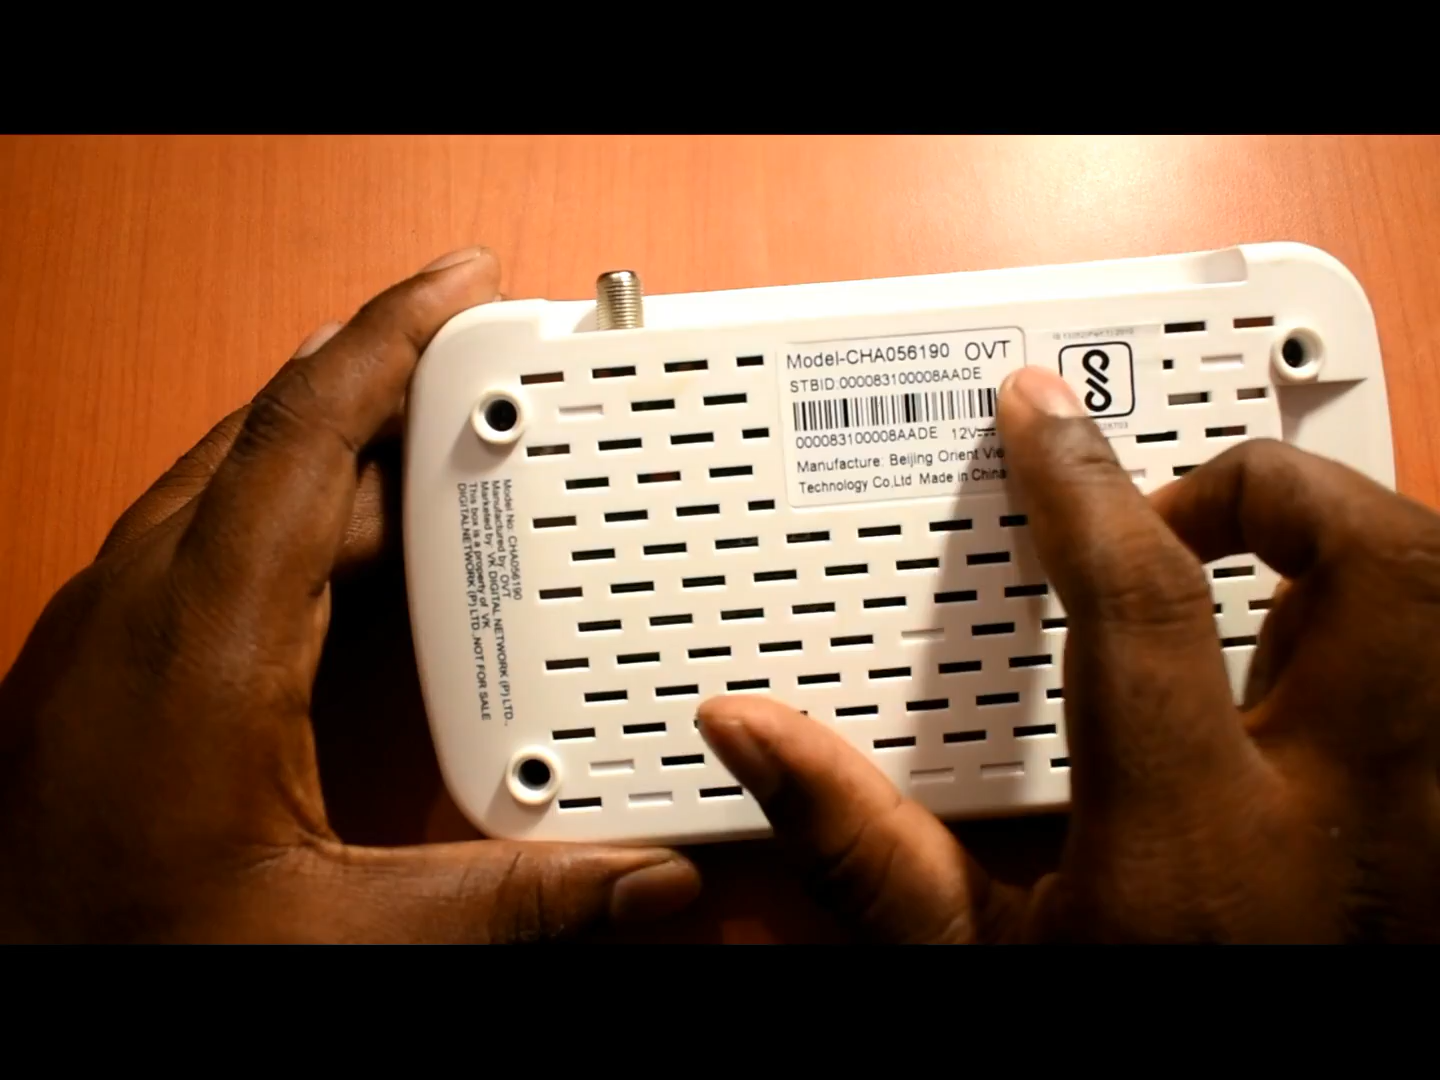 Model-CHA056190 OVT
STBID:000083100008AADE
000083100008AADE 12V
Manufacture: Beijing Orient
Technology Co,Ltd Made in China
Model No: CHA056190
Manufactured by: OVT
Marketed by: VK DIGITAL NETWORK (P) LTD.,
This box is a property of VK
DIGITALNETWORK (P) LTD.,NOT FOR SALE